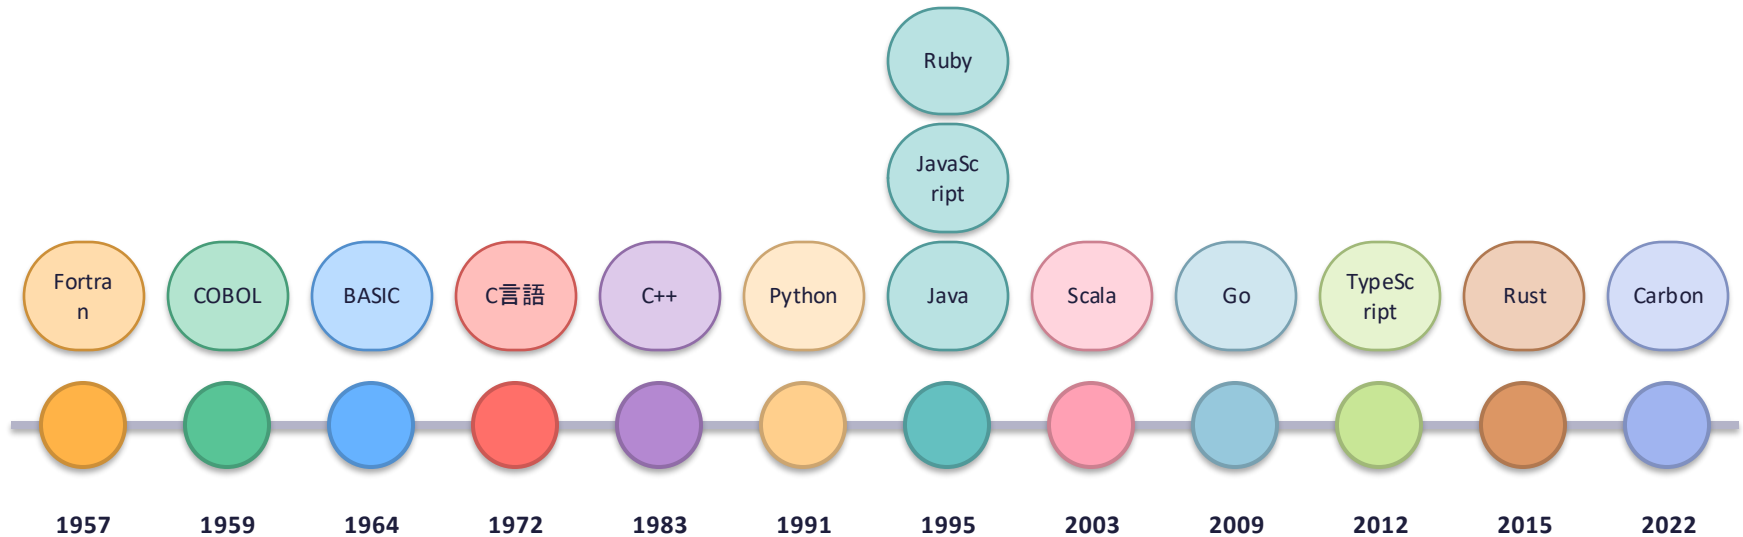 Ruby
JavaSc
ript
Fortra
n
COBOL
BASIC
C言語
C++
Python
Java
Scala
Go
TypeSc
ript
Rust
Carbon
1957
1959
1964
1972
1983
1991
1995
2003
2009
2012
2015
2022